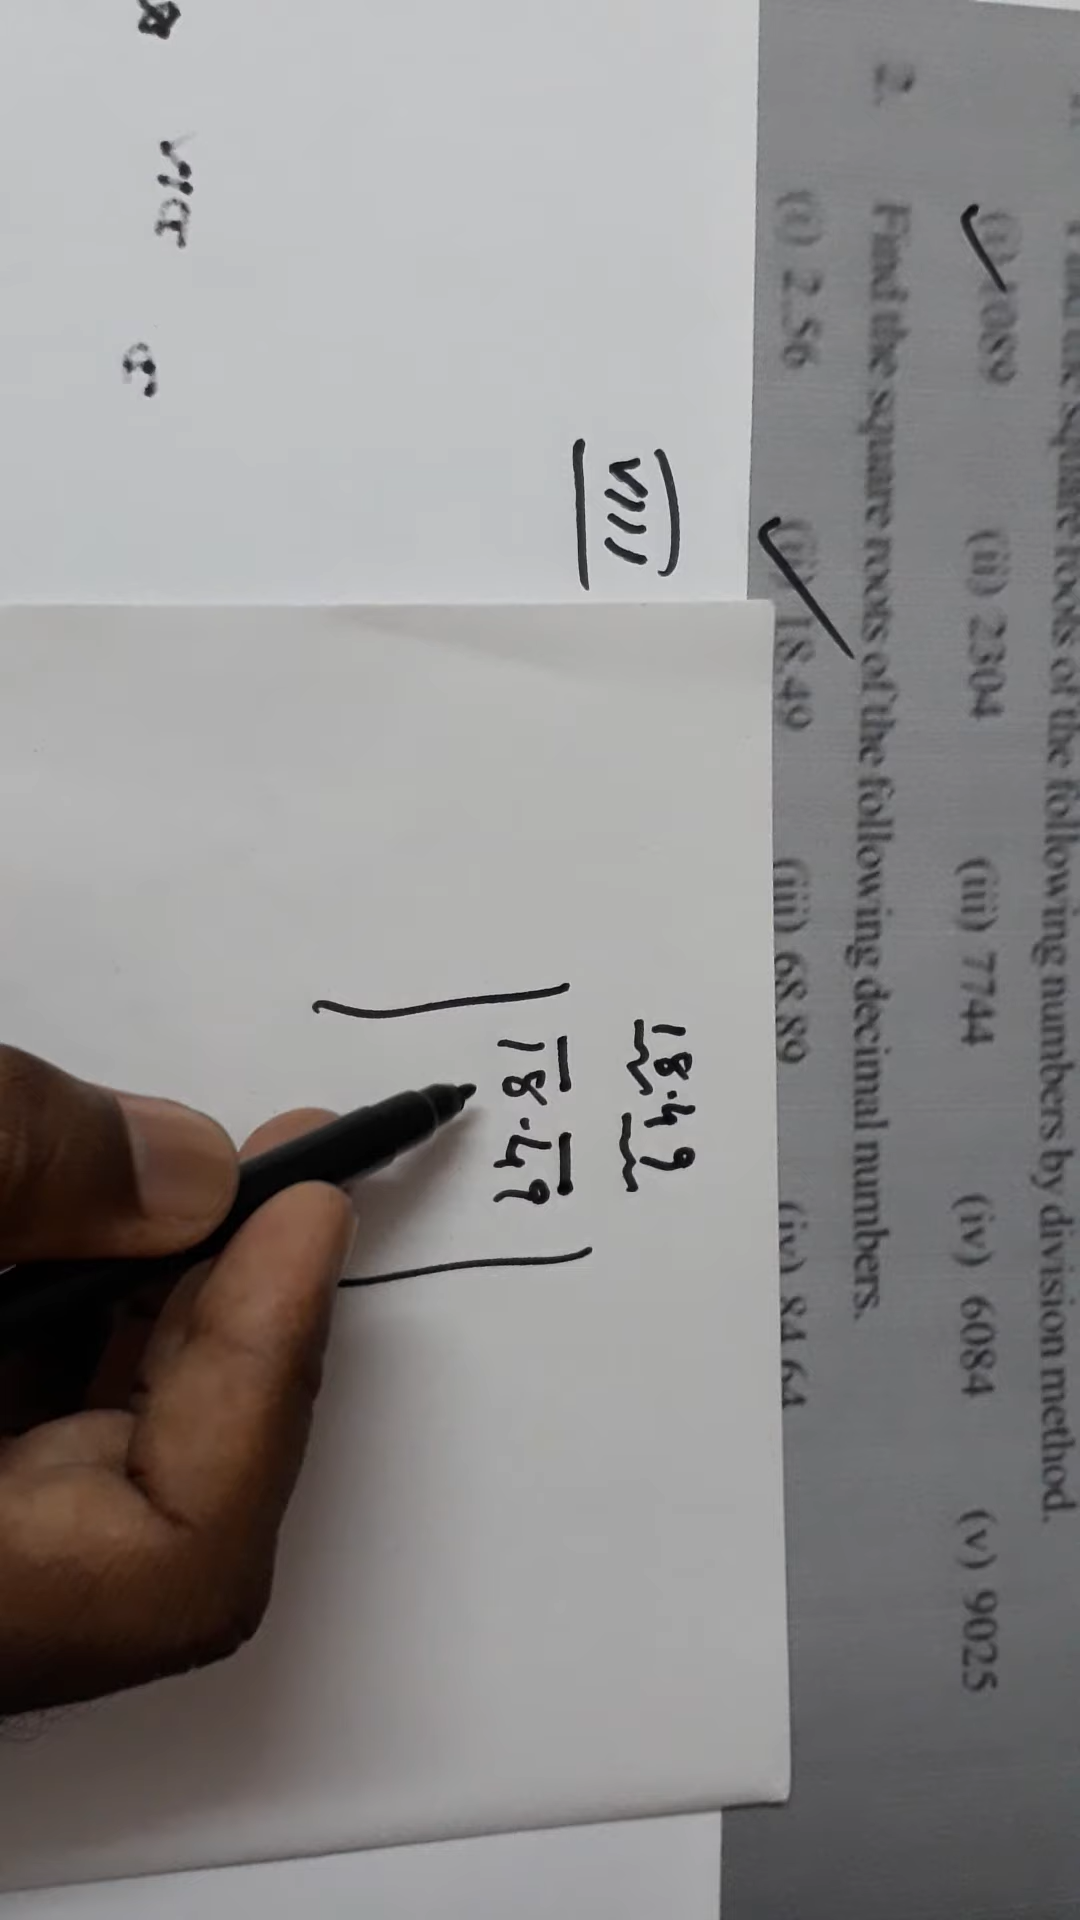 Find the square roots of the following numbers by division method.
(i) 1089 (ii) 2304 (iii) 7744 (iv) 6084 (v) 9025
2. Find the square roots of the following decimal numbers.
(i) 2.56 (ii) 18.49 (iii) 68.89 (iv) 84.64
VIII
18.49
18.49